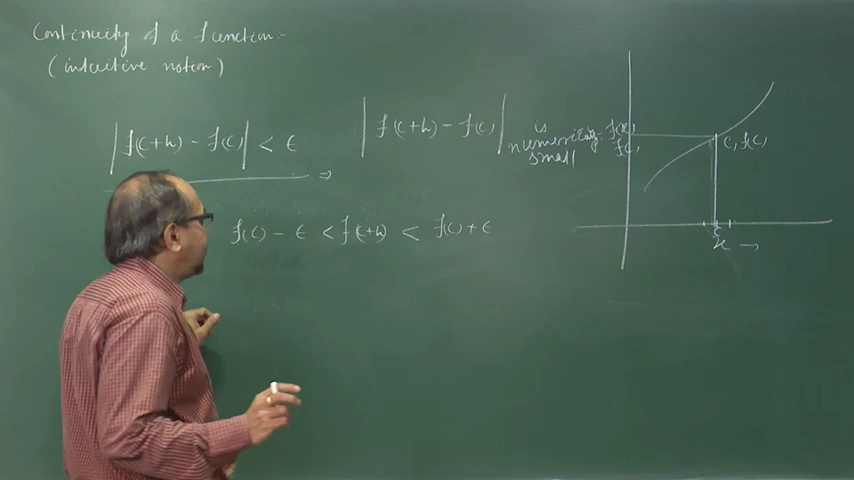 Continuity of a function:-
(intuitive notion)
|f(c+h) - f(c)| < ε
⇒
|f(c+h) - f(c)| is numerically small
f(c) - ε < f(c+h) < f(c) + ε
f(x)
f(c)
C, f(c)
c
x →